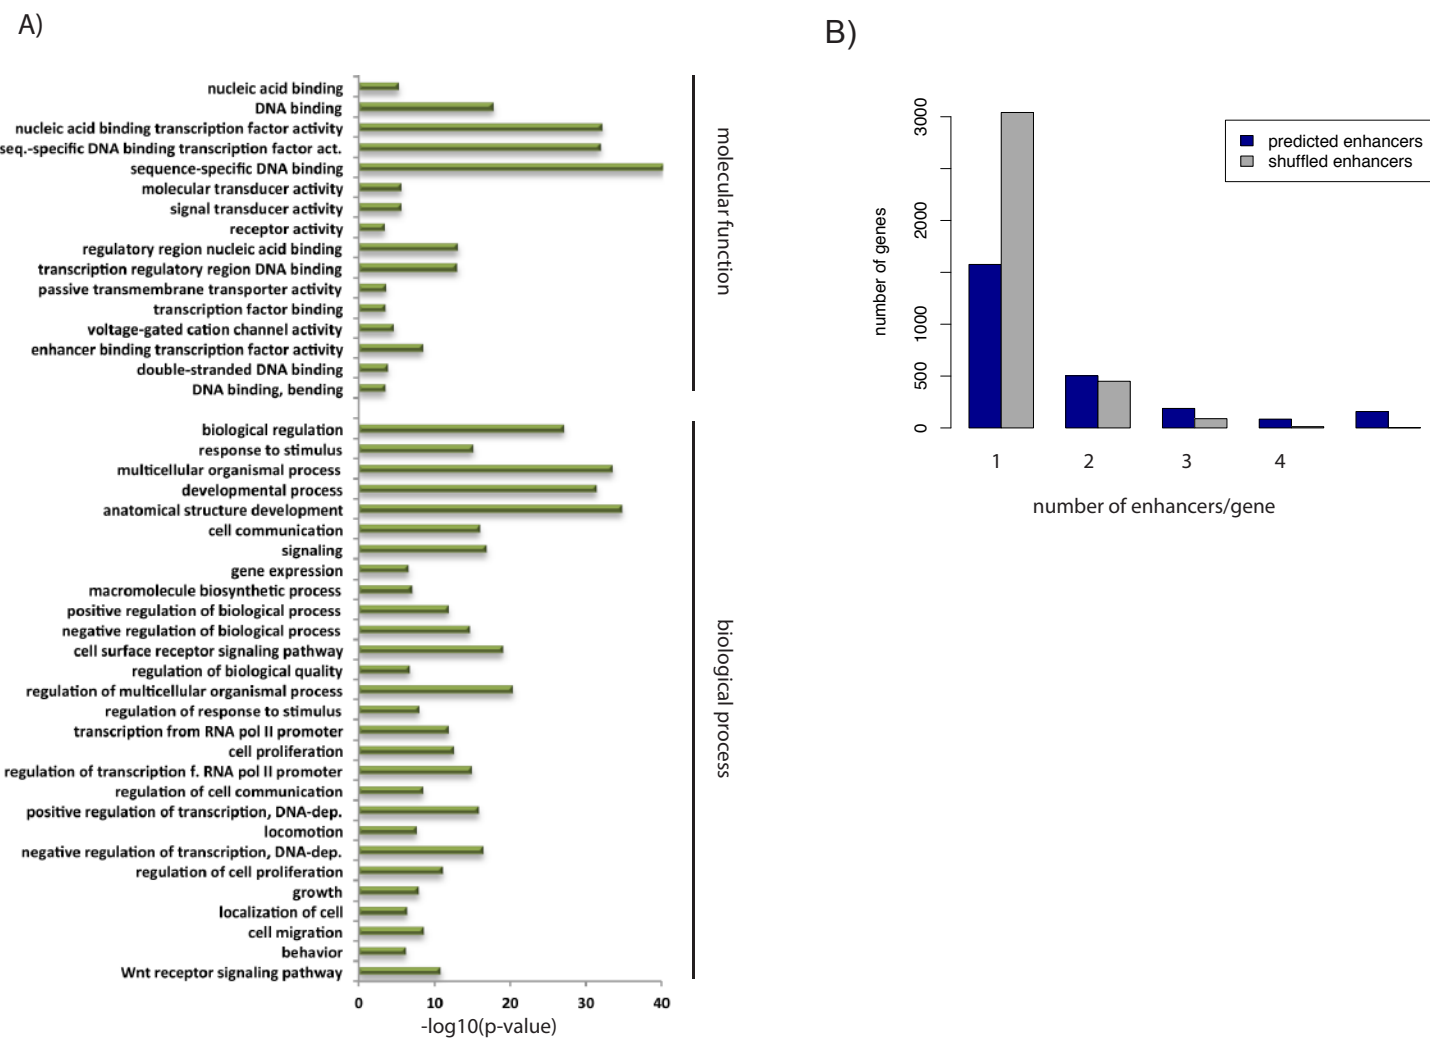 A)
nucleic acid binding
DNA binding
nucleic acid binding transcription factor activity
seq.-specific DNA binding transcription factor act.
sequence-specific DNA binding
molecular transducer activity
signal transducer activity
receptor activity
regulatory region nucleic acid binding
transcription regulatory region DNA binding
passive transmembrane transporter activity
transcription factor binding
voltage-gated cation channel activity
enhancer binding transcription factor activity
double-stranded DNA binding
DNA binding, bending
molecular function
biological regulation
response to stimulus
multicellular organismal process
developmental process
anatomical structure development
cell communication
signaling
gene expression
macromolecule biosynthetic process
positive regulation of biological process
negative regulation of biological process
cell surface receptor signaling pathway
regulation of biological quality
regulation of multicellular organismal process
regulation of response to stimulus
transcription from RNA pol II promoter
cell proliferation
regulation of transcription f. RNA pol II promoter
regulation of cell communication
positive regulation of transcription, DNA-dep.
locomotion
negative regulation of transcription, DNA-dep.
regulation of cell proliferation
growth
localization of cell
cell migration
behavior
Wnt receptor signaling pathway
biological process
0 10 20 30 40
-log10(p-value)
B)
number of genes
3000
2000
1000
500
0
predicted enhancers
shuffled enhancers
1 2 3 4
number of enhancers/gene